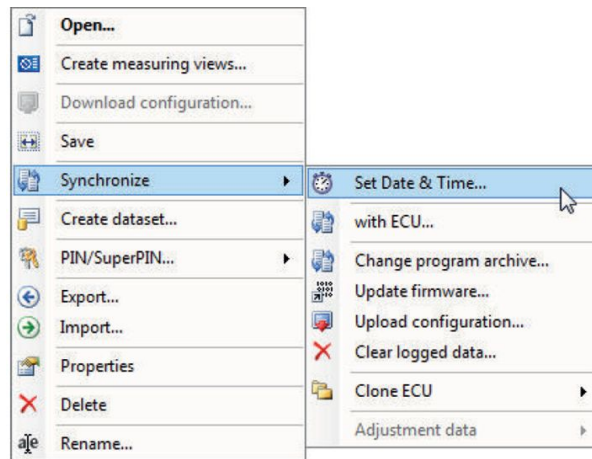 Open...
Create measuring views...
Download configuration...
Save
Synchronize
Create dataset...
PIN/SuperPIN...
Export...
Import...
Properties
Delete
Rename...
Set Date & Time...
with ECU...
Change program archive...
Update firmware...
Upload configuration...
Clear logged data...
Clone ECU
Adjustment data